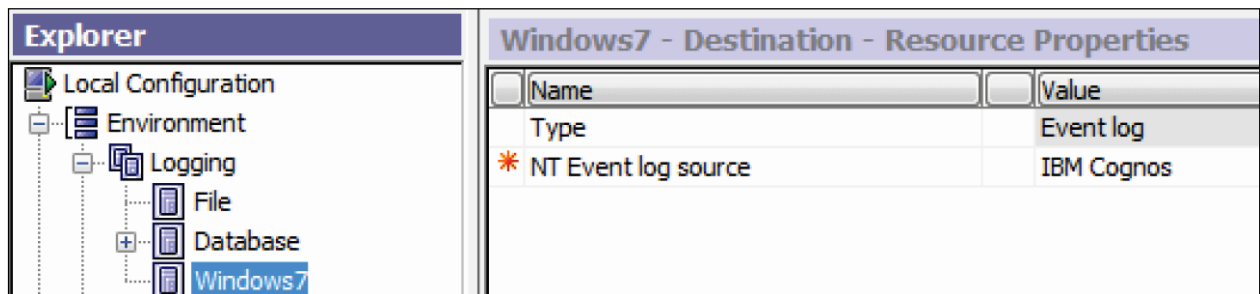 Explorer
Local Configuration
Environment
Logging
File
Database
Windows7
Windows7 - Destination - Resource Properties
Name Value
Type Event log
* NT Event log source IBM Cognos